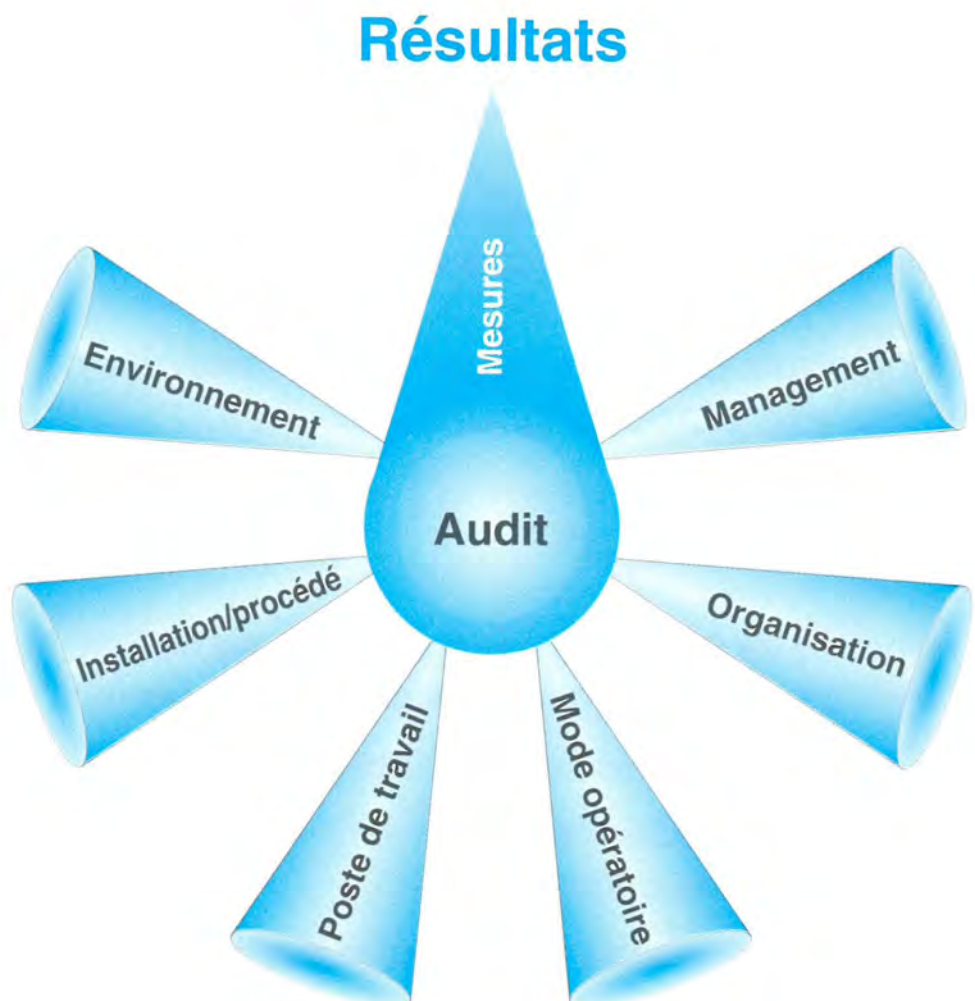 Résultats
Mesures
Environnement
Management
Audit
Installation/procédé
Organisation
Poste de travail
Mode opératoire